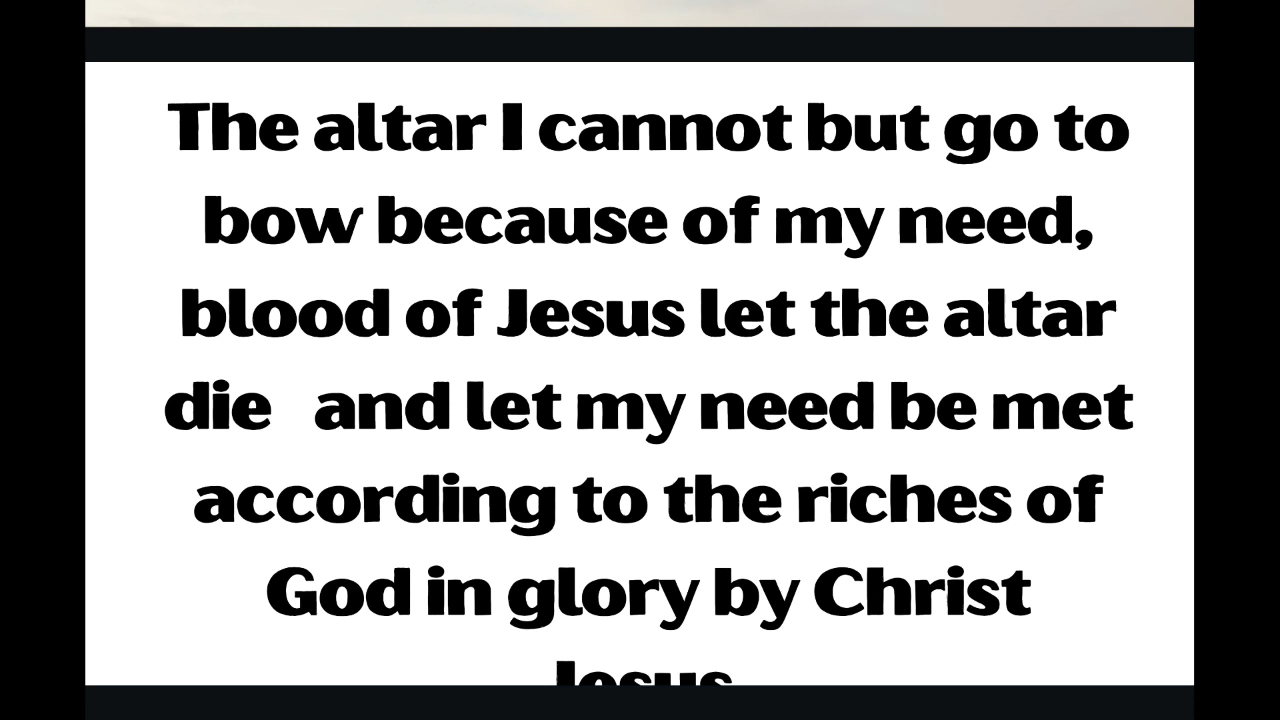 The altar I cannot but go to
bow because of my need,
blood of Jesus let the altar
die   and let my need be met
according to the riches of
God in glory by Christ
Jesus